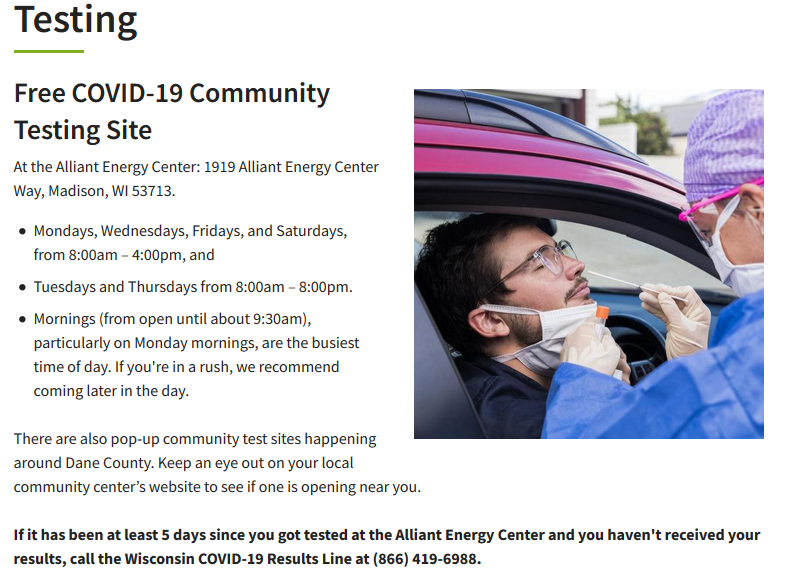 Testing
Free COVID-19 Community
Testing Site
At the Alliant Energy Center: 1919 Alliant Energy Center
Way, Madison, WI 53713.
• Mondays, Wednesdays, Fridays, and Saturdays,
from 8:00am – 4:00pm, and
• Tuesdays and Thursdays from 8:00am – 8:00pm.
• Mornings (from open until about 9:30am),
particularly on Monday mornings, are the busiest
time of day. If you're in a rush, we recommend
coming later in the day.
There are also pop-up community test sites happening
around Dane County. Keep an eye out on your local
community center’s website to see if one is opening near you.
If it has been at least 5 days since you got tested at the Alliant Energy Center and you haven't received your
results, call the Wisconsin COVID-19 Results Line at (866) 419-6988.